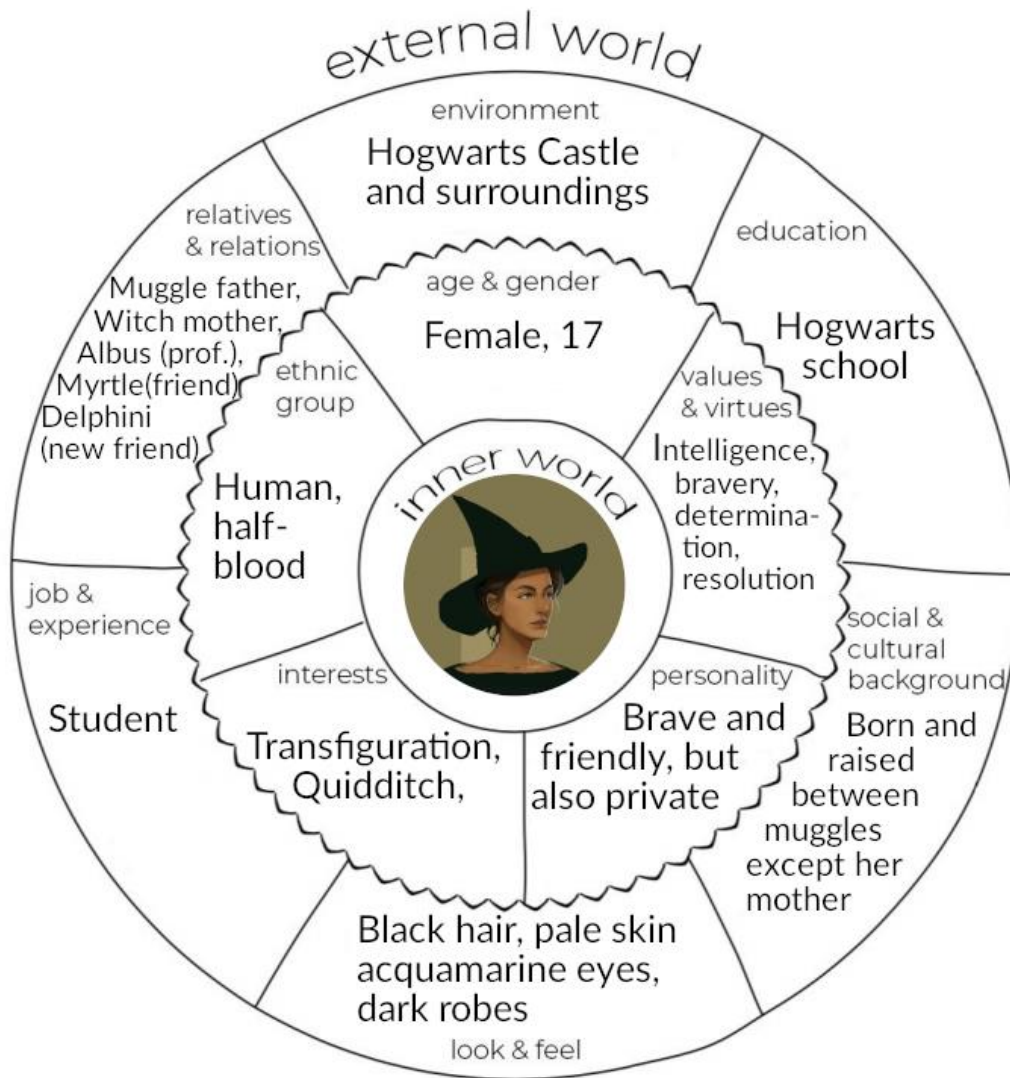 external world
environment
Hogwarts Castle
and surroundings
relatives
& relations
Muggle father,
Witch mother,
Albus (prof.),
Myrtle(friend)
Delphini
(new friend)
education
Hogwarts
school
age & gender
Female, 17
ethnic
group
Human,
half-
blood
values
& virtues
Intelligence,
bravery,
determina-
tion,
resolution
inner world
job &
experience
Student
interests
Transfiguration,
Quidditch,
personality
Brave and
friendly, but
also private
social &
cultural
background
Born and
raised
between
muggles
except her
mother
Black hair, pale skin
acquamarine eyes,
dark robes
look & feel